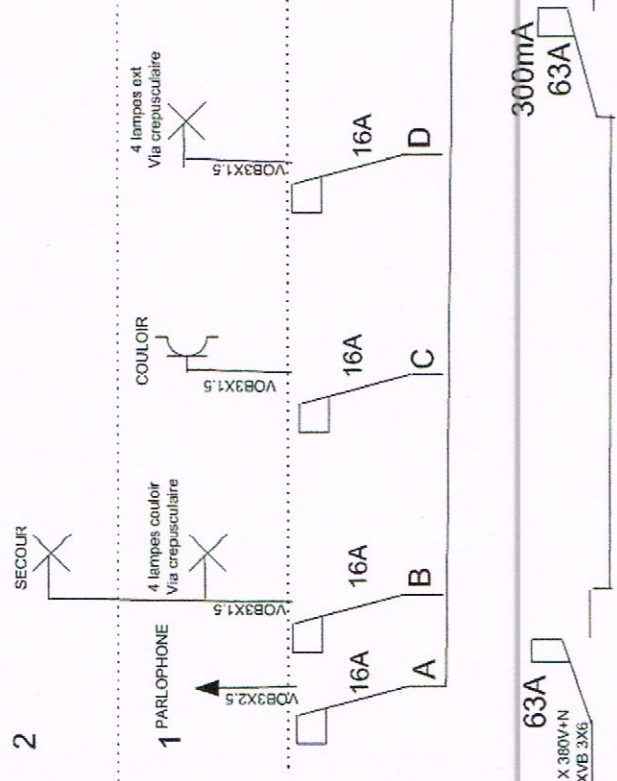 2
SECOUR
1
PARLOPHONE
4 lampes couloir
Via crepusculaire
COULOIR
4 lampes ext
Via crepusculaire
VOB3X2.5
VOB3X1.5
VOB3X1.5
VOB3X1.5
16A
16A
16A
16A
A
B
C
D
63A
X 380V+N
XVB 3X6
300mA
63A